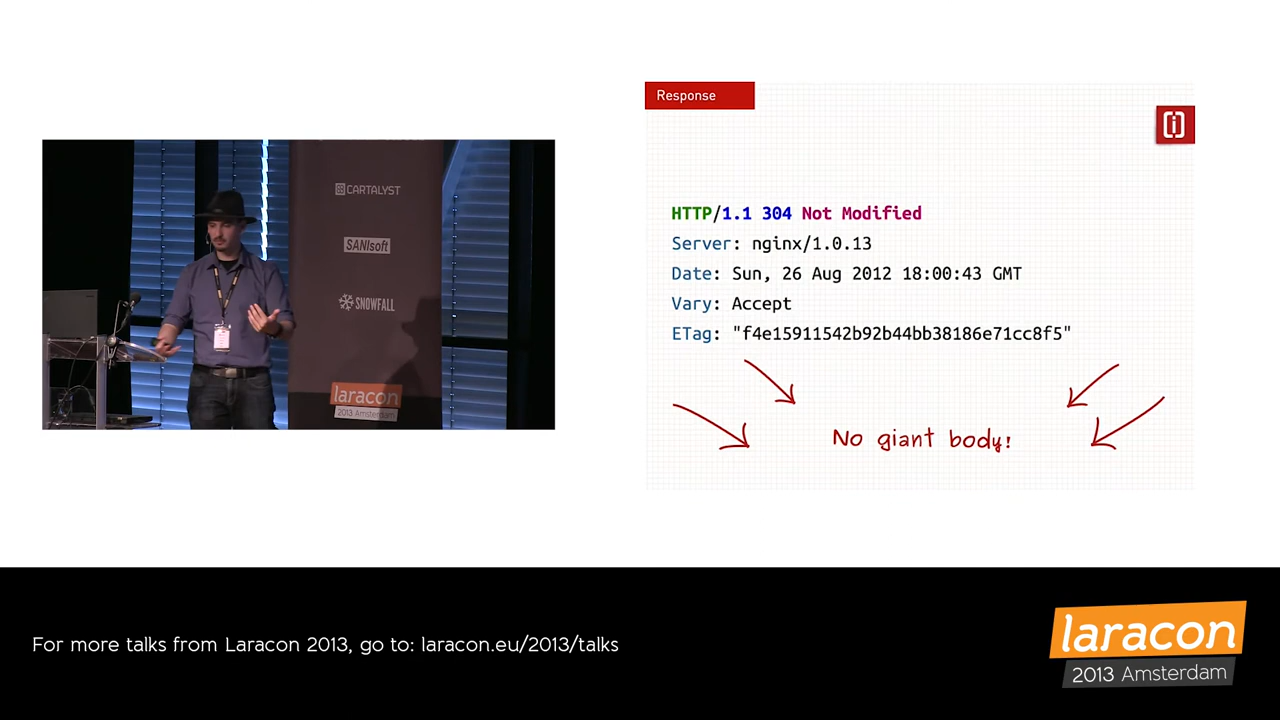 Response
HTTP/1.1 304 Not Modified
Server: nginx/1.0.13
Date: Sun, 26 Aug 2012 18:00:43 GMT
Vary: Accept
ETag: "f4e15911542b92b44bb38186e71cc8f5"
No giant body!
CARTALYST
SANIsoft
SNOWFALL
laracon
2013 Amsterdam
For more talks from Laracon 2013, go to: laracon.eu/2013/talks
laracon
2013 Amsterdam